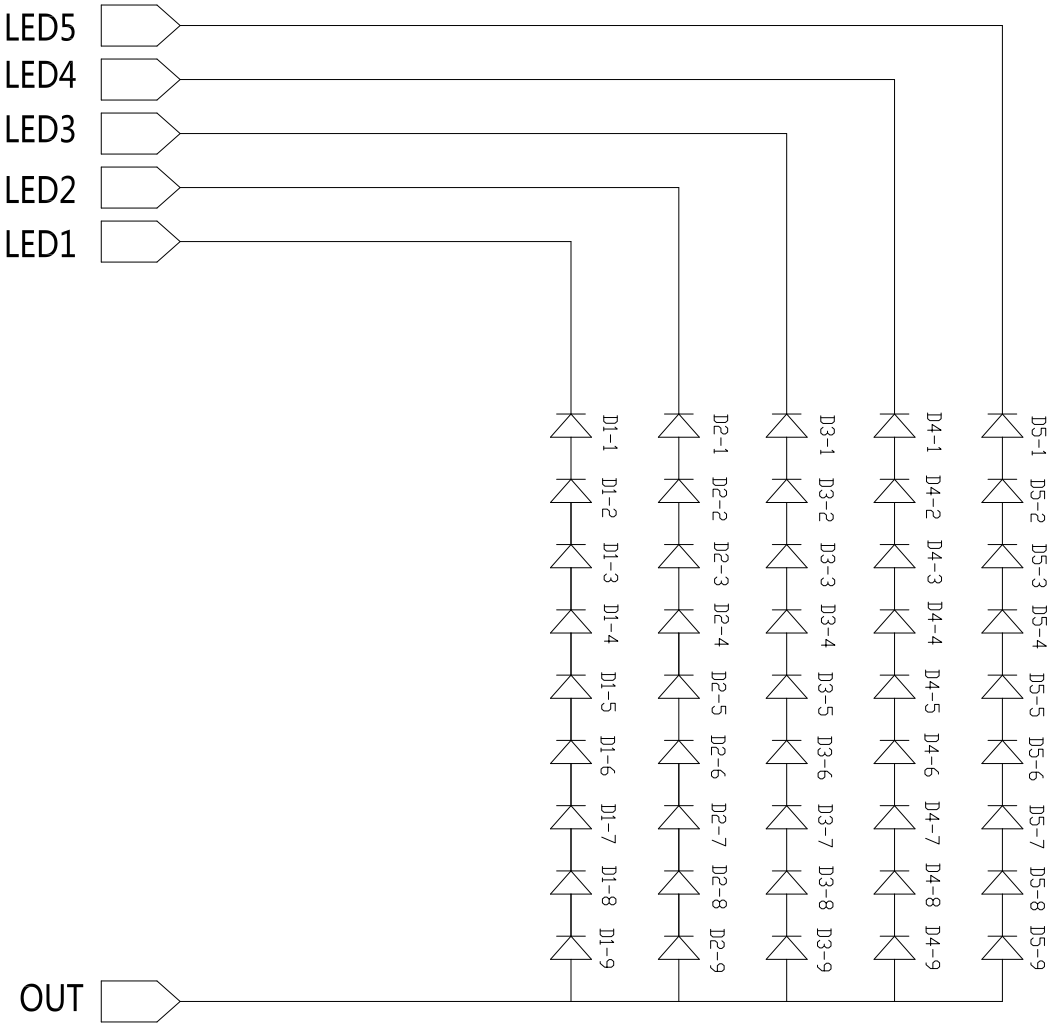 LED5
LED4
LED3
LED2
LED1
D1-1 D2-1 D3-1 D4-1 D5-1
D1-2 D2-2 D3-2 D4-2 D5-2
D1-3 D2-3 D3-3 D4-3 D5-3
D1-4 D2-4 D3-4 D4-4 D5-4
D1-5 D2-5 D3-5 D4-5 D5-5
D1-6 D2-6 D3-6 D4-6 D5-6
D1-7 D2-7 D3-7 D4-7 D5-7
D1-8 D2-8 D3-8 D4-8 D5-8
D1-9 D2-9 D3-9 D4-9 D5-9
OUT